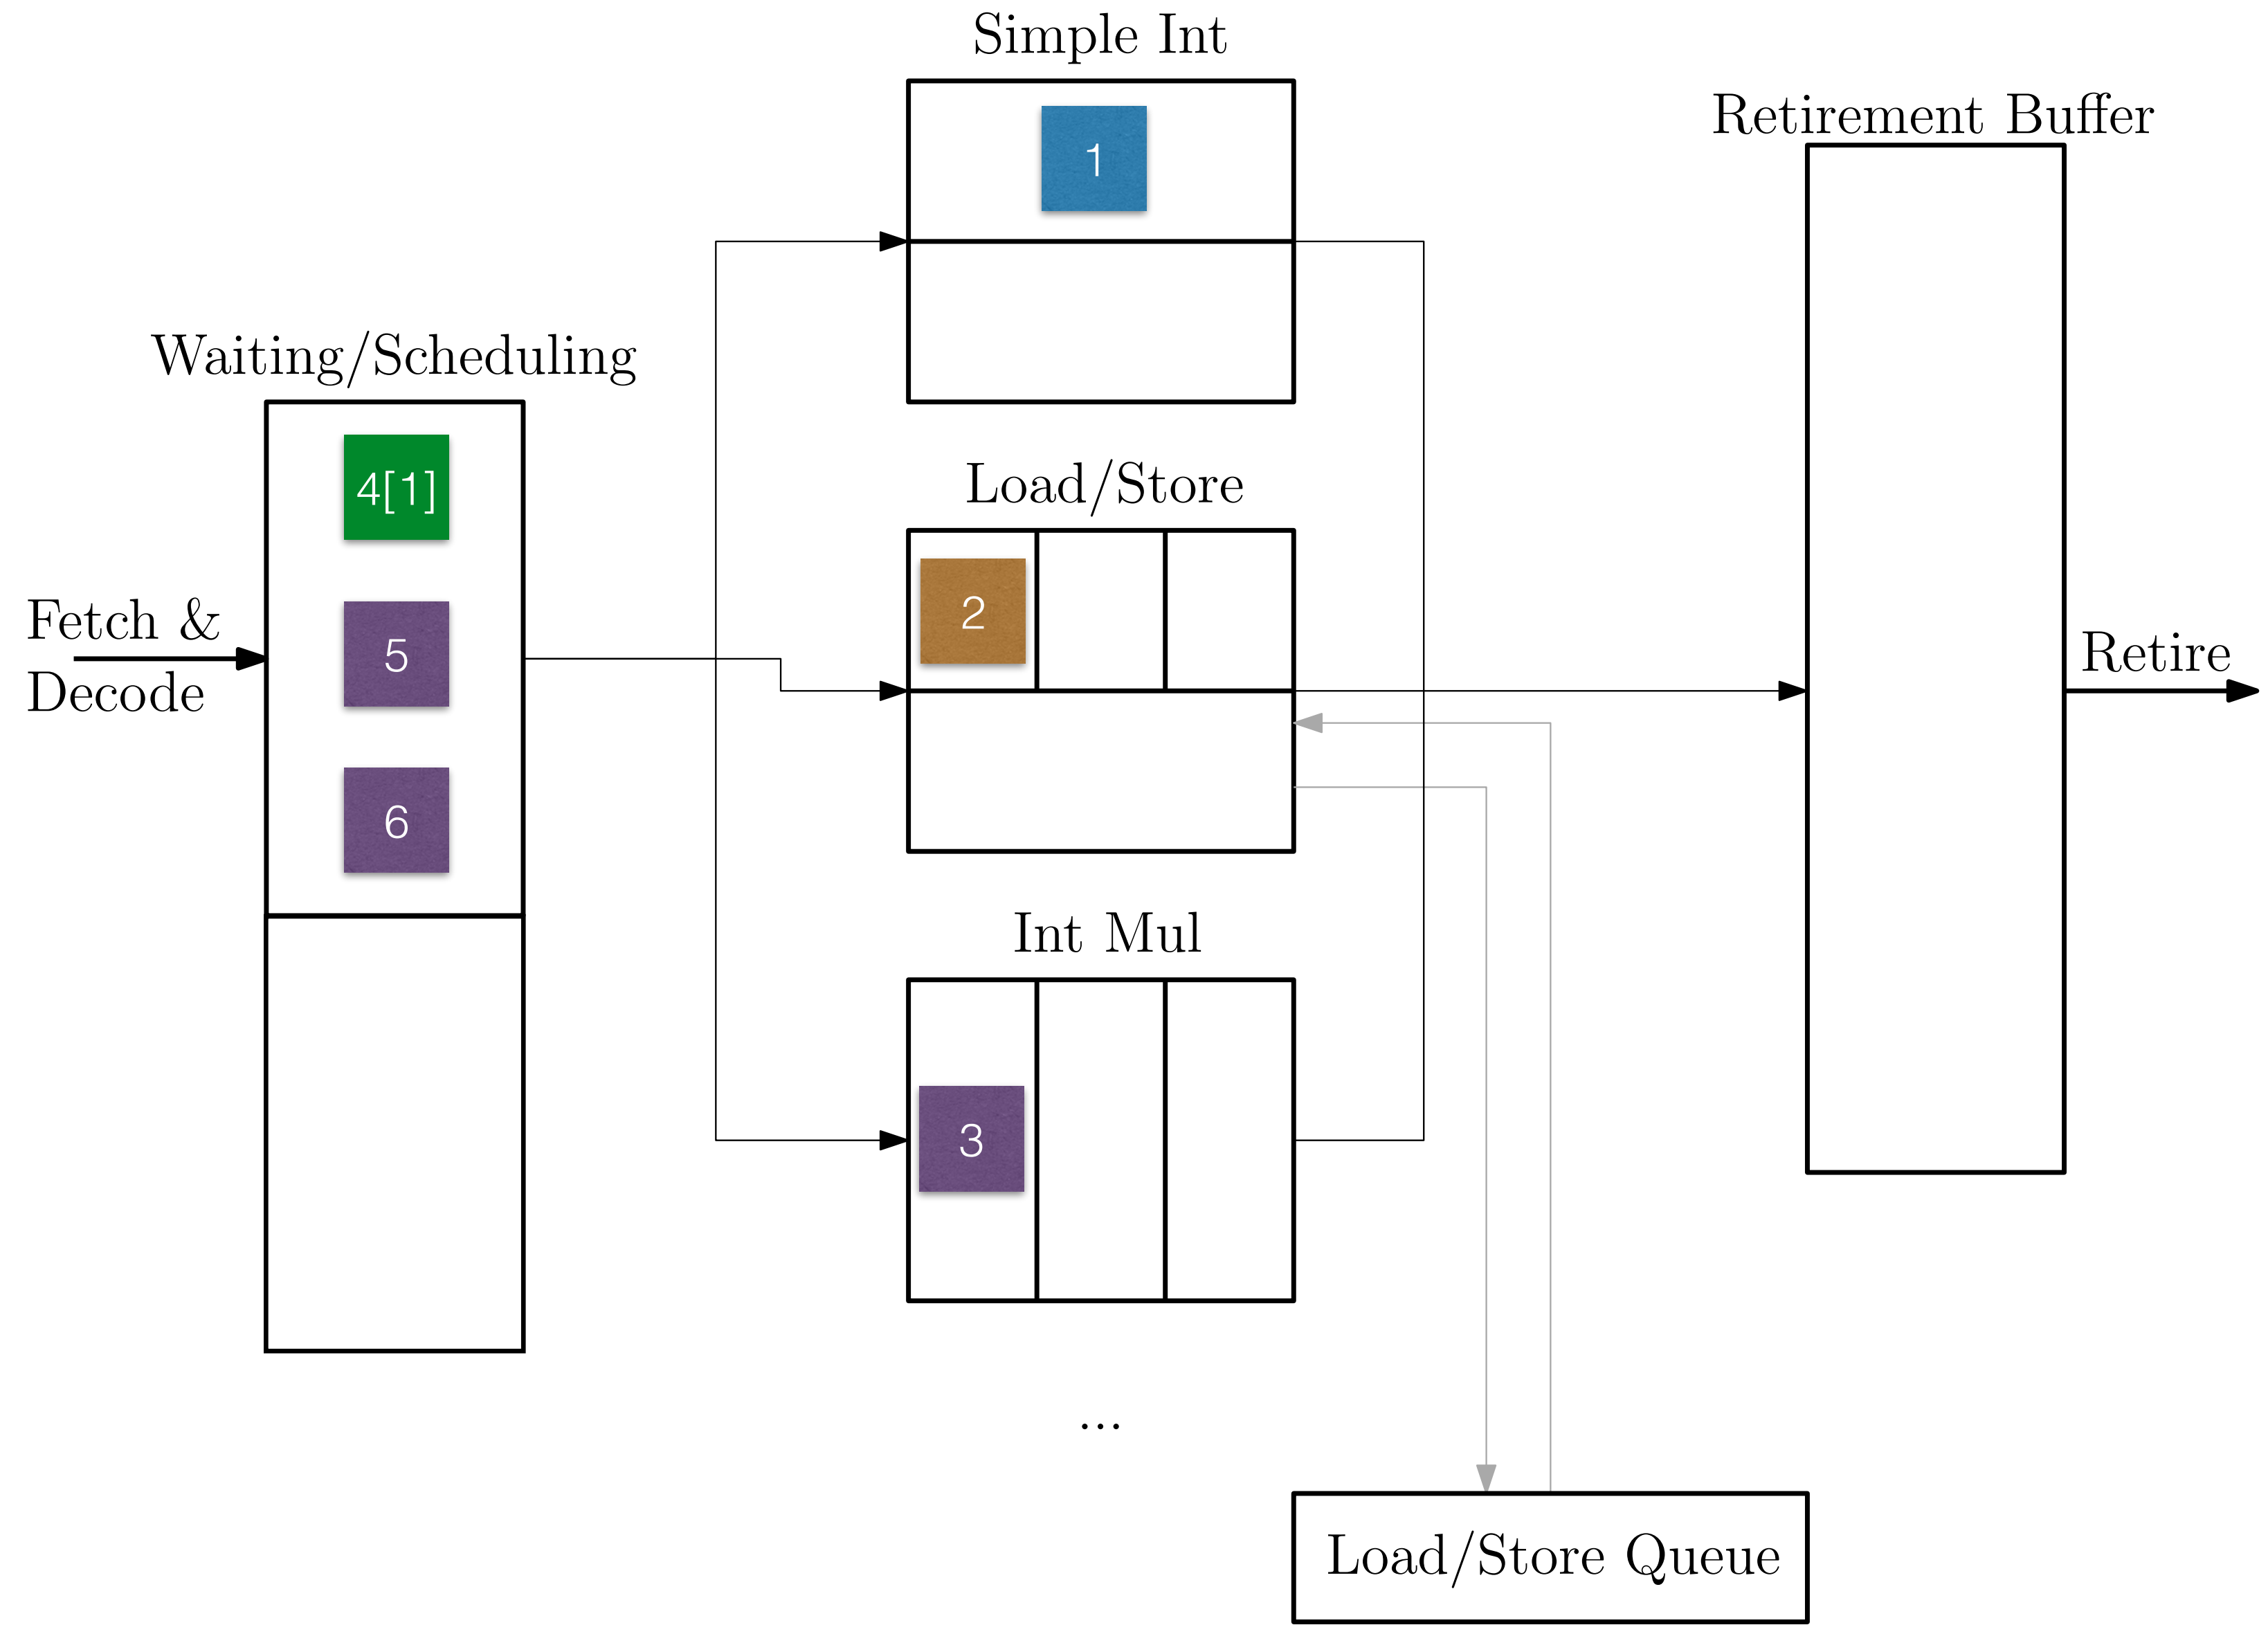 Simple Int
1
Retirement Buffer
Waiting/Scheduling
4[1]
Load/Store
2
Fetch &
Decode
5
Retire
6
Int Mul
3
...
Load/Store Queue